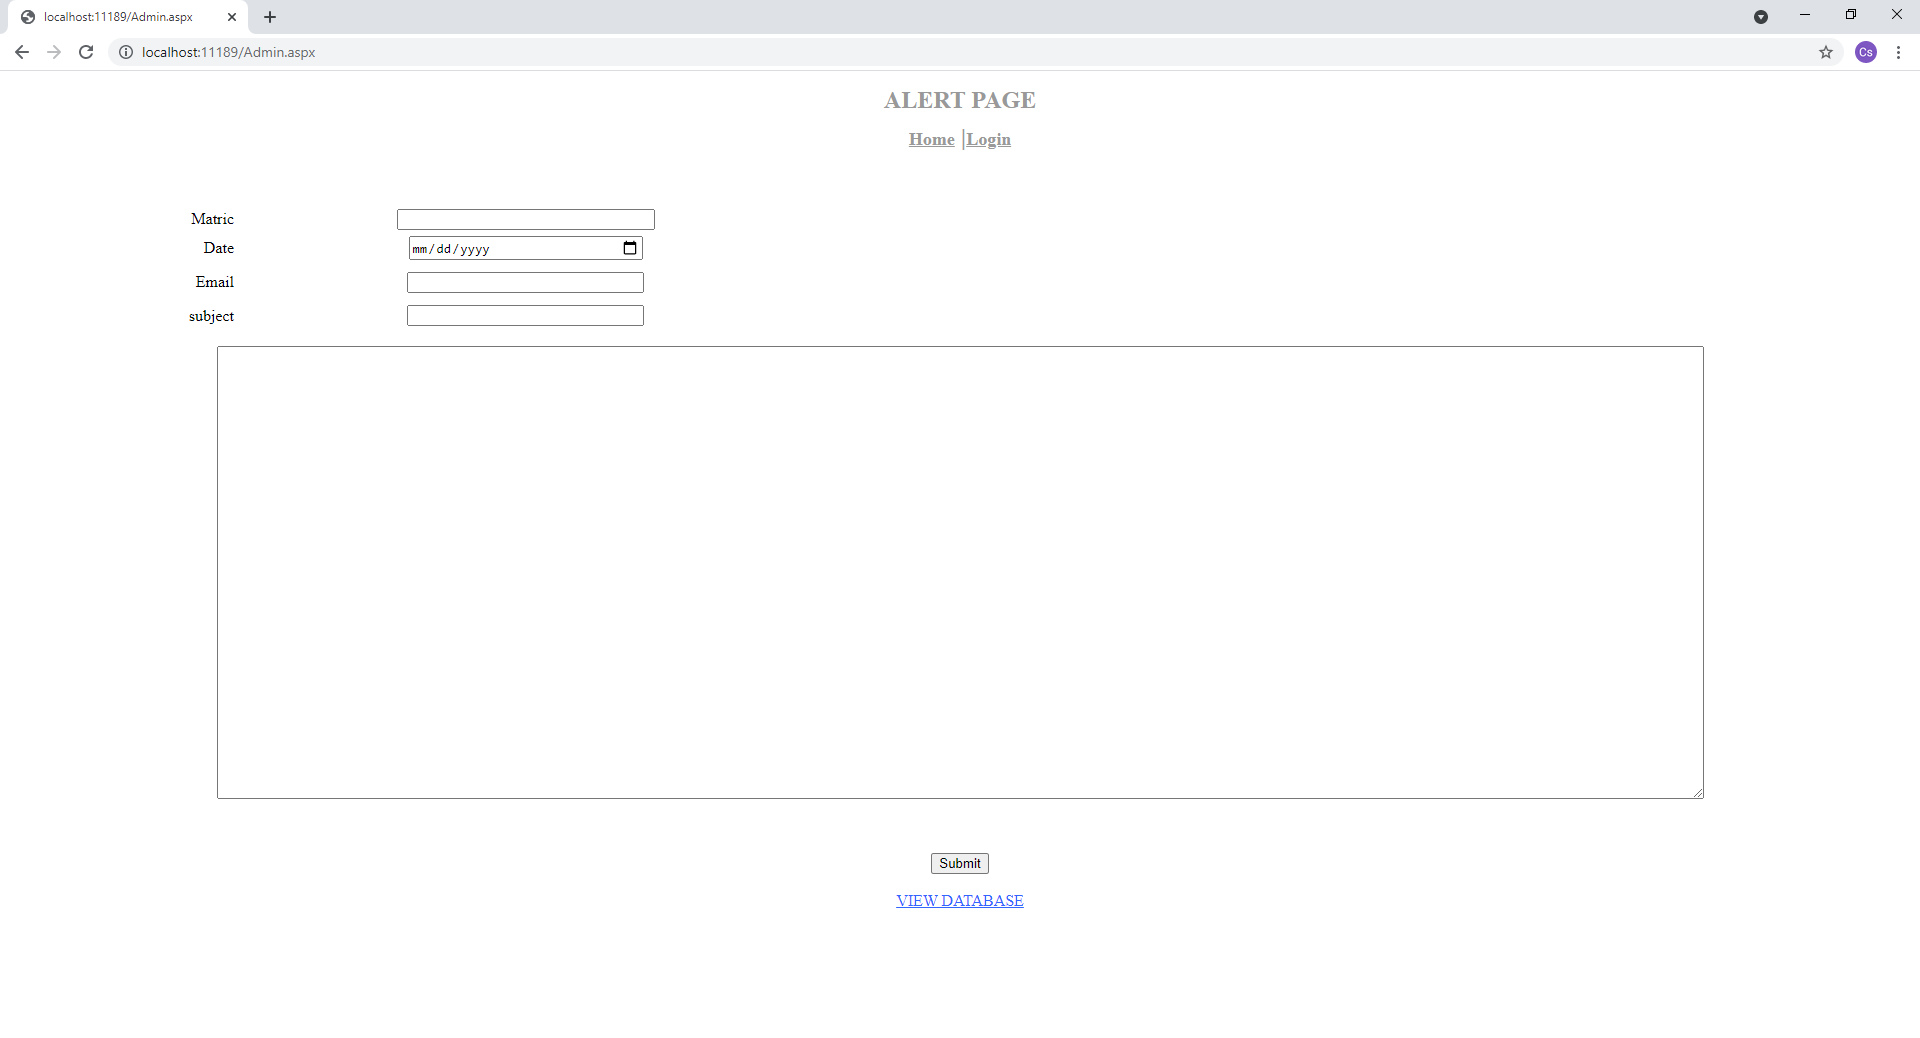 localhost:11189/Admin.aspx
localhost:11189/Admin.aspx
Cs
ALERT PAGE
Home |Login
Matric
Date mm/dd/yyyy
Email
subject
Submit
VIEW DATABASE